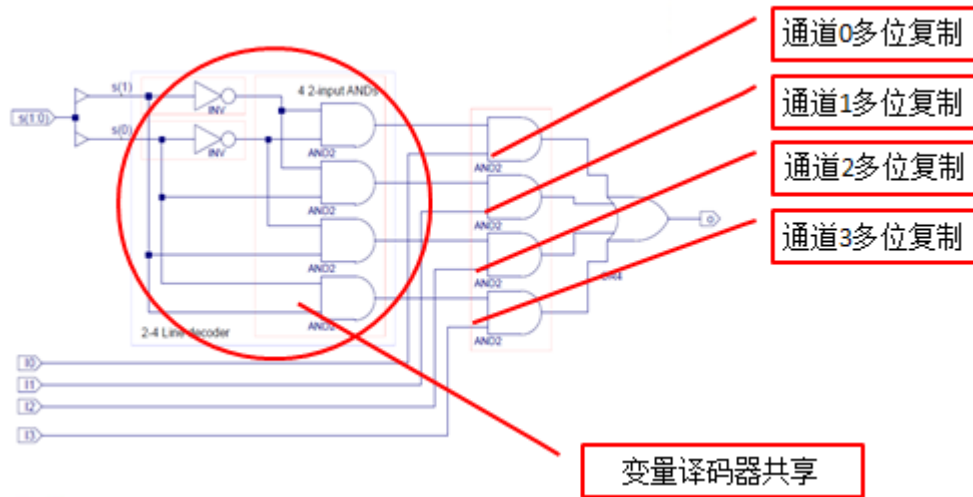 通道0多位复制
s(1)
4 2-input ANDs
INV
通道1多位复制
s(1:0)
s(0)
INV
AND2
AND2
通道2多位复制
AND2
AND2
o
通道3多位复制
AND2
AND2
2-4 Line decoder
AND2
AND2
I0
I1
I2
I3
变量译码器共享